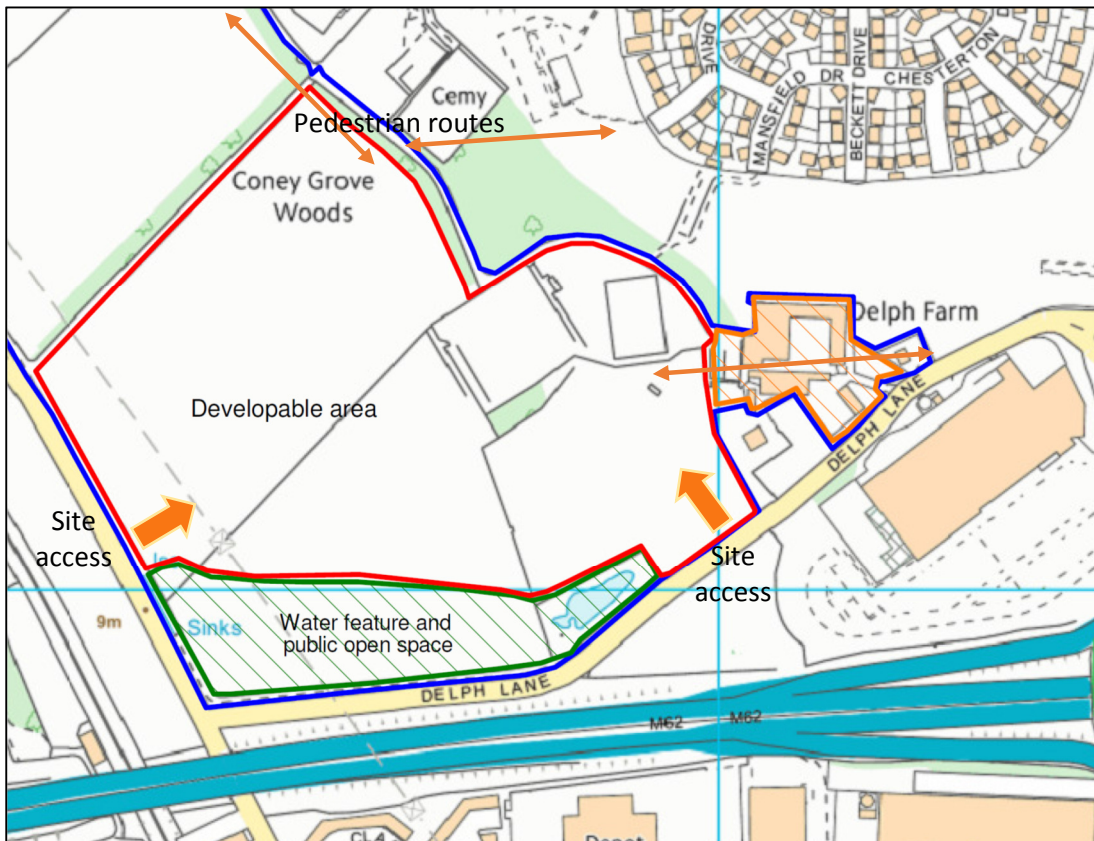 Cemy
Pedestrian routes
Coney Grove
Woods
DRIVE
MANSFIELD DR
BECKETT DRIVE
CHESTERTON
Delph Farm
DELPH LANE
Developable area
Site
access
Site
access
9m
Sinks
Water feature and
public open space
DELPH LANE
M62
M62
Depot